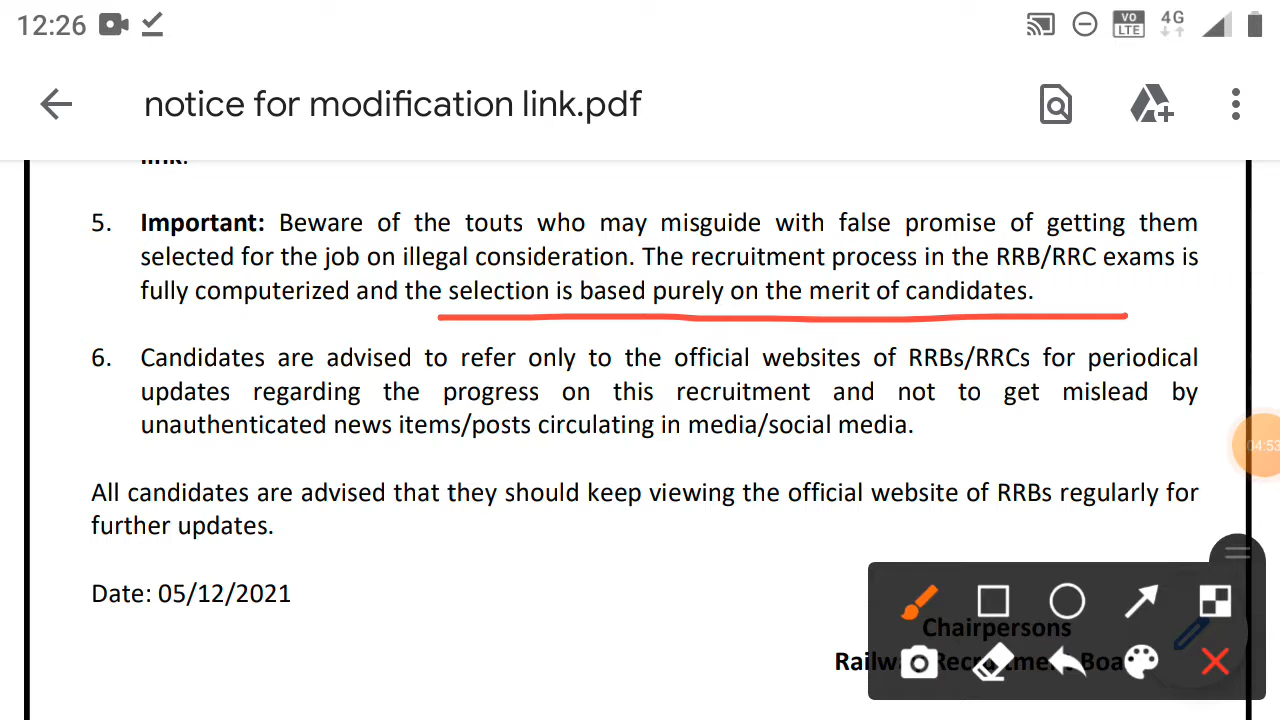 12:26 VO LTE 4G
notice for modification link.pdf
link.
5. Important: Beware of the touts who may misguide with false promise of getting them
selected for the job on illegal consideration. The recruitment process in the RRB/RRC exams is
fully computerized and the selection is based purely on the merit of candidates.
6. Candidates are advised to refer only to the official websites of RRBs/RRCs for periodical
updates regarding the progress on this recruitment and not to get mislead by
unauthenticated news items/posts circulating in media/social media.
04:53
All candidates are advised that they should keep viewing the official website of RRBs regularly for
further updates.
Date: 05/12/2021
Chairpersons